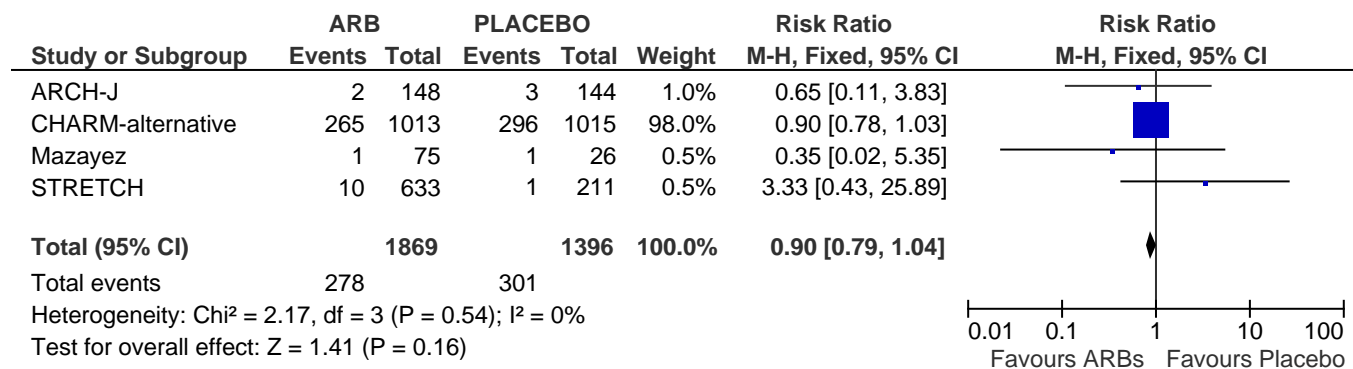 ARB PLACEBO Risk Ratio Risk Ratio
Study or Subgroup Events Total Events Total Weight M-H, Fixed, 95% CI M-H, Fixed, 95% CI
ARCH-J 2 148 3 144 1.0% 0.65 [0.11, 3.83]
CHARM-alternative 265 1013 296 1015 98.0% 0.90 [0.78, 1.03]
Mazayez 1 75 1 26 0.5% 0.35 [0.02, 5.35]
STRETCH 10 633 1 211 0.5% 3.33 [0.43, 25.89]
Total (95% CI) 1869 1396 100.0% 0.90 [0.79, 1.04]
Total events 278 301
Heterogeneity: Chi² = 2.17, df = 3 (P = 0.54); I² = 0%
Test for overall effect: Z = 1.41 (P = 0.16)
0.01 0.1 1 10 100
Favours ARBs Favours Placebo